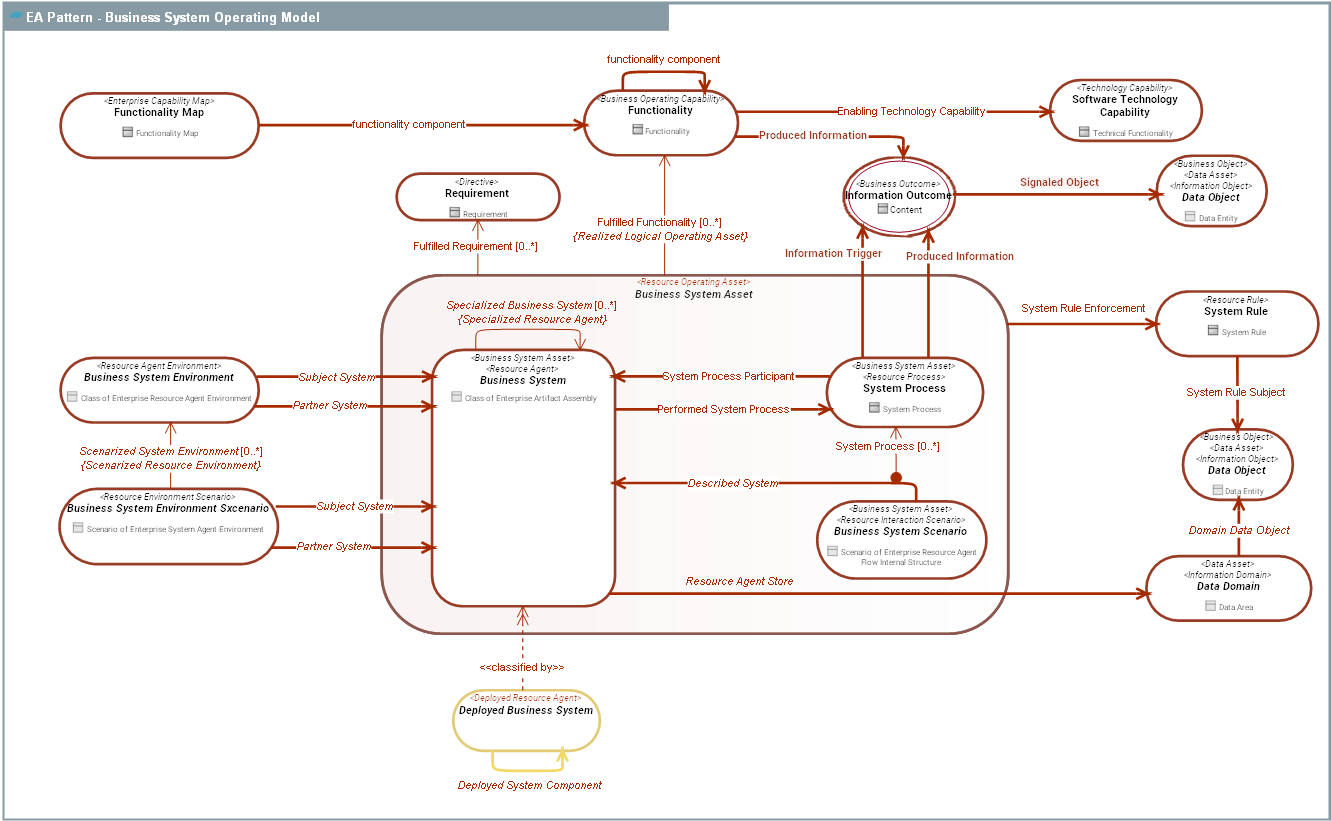 EA Pattern - Business System Operating Model
functionality component
<Enterprise Capability Map>
Functionality Map
Functionality Map
functionality component
<Business Operating Capability>
Functionality
Functionality
Enabling Technology Capability
<Technology Capability>
Software Technology
Capability
Technical Functionality
Produced Information
<Directive>
Requirement
Requirement
<Business Outcome>
Information Outcome
Content
Signaled Object
<Business Object>
<Data Asset>
<Information Object>
Data Object
Data Entity
Fulfilled Requirement [0..*]
Fulfilled Functionality [0..*]
{Realized Logical Operating Asset}
Information Trigger
Produced Information
<Resource Operating Asset>
Business System Asset
Specialized Business System [0..*]
{Specialized Resource Agent}
System Rule Enforcement
<Resource Rule>
System Rule
System Rule
<Resource Agent Environment>
Business System Environment
Class of Enterprise Resource Agent Environment
Subject System
Partner System
<Business System Asset>
<Resource Agent>
Business System
Class of Enterprise Artifact Assembly
System Process Participant
Performed System Process
<Business System Asset>
<Resource Process>
System Process
System Process
System Rule Subject
Scenarized System Environment [0..*]
{Scenarized Resource Environment}
System Process [0..*]
<Business Object>
<Data Asset>
<Information Object>
Data Object
Data Entity
<Resource Environment Scenario>
Business System Environment Sxcenario
Scenario of Enterprise System Agent Environment
Subject System
Partner System
Described System
<Business System Asset>
<Resource Interaction Scenario>
Business System Scenario
Scenario of Enterprise Resource Agent
Flow Internal Structure
Domain Data Object
Resource Agent Store
<Data Asset>
<Information Domain>
Data Domain
Data Area
<<classified by>>
<Deployed Resource Agent>
Deployed Business System
Deployed System Component